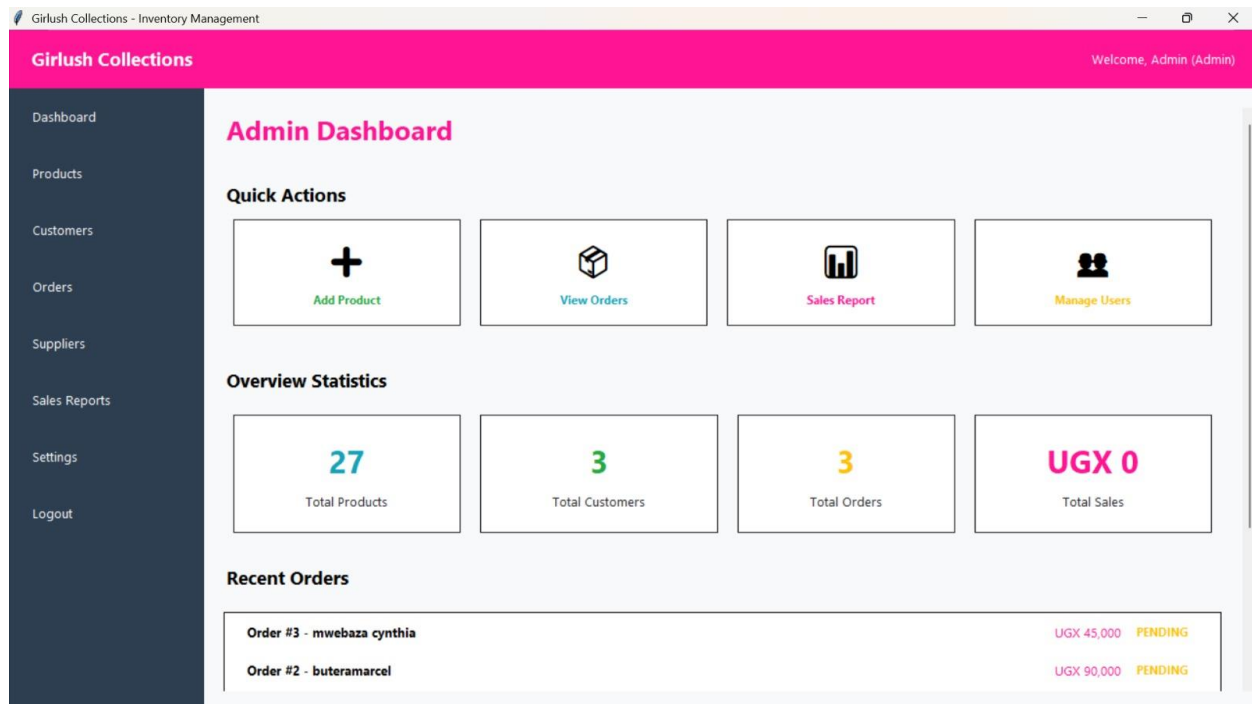 Girlush Collections - Inventory Management
Girlush Collections
Welcome, Admin (Admin)
Dashboard
Products
Customers
Orders
Suppliers
Sales Reports
Settings
Logout
Admin Dashboard
Quick Actions
Add Product
View Orders
Sales Report
Manage Users
Overview Statistics
27
Total Products
3
Total Customers
3
Total Orders
UGX 0
Total Sales
Recent Orders
Order #3 - mwebaza cynthia UGX 45,000 PENDING
Order #2 - buteramarcel UGX 90,000 PENDING